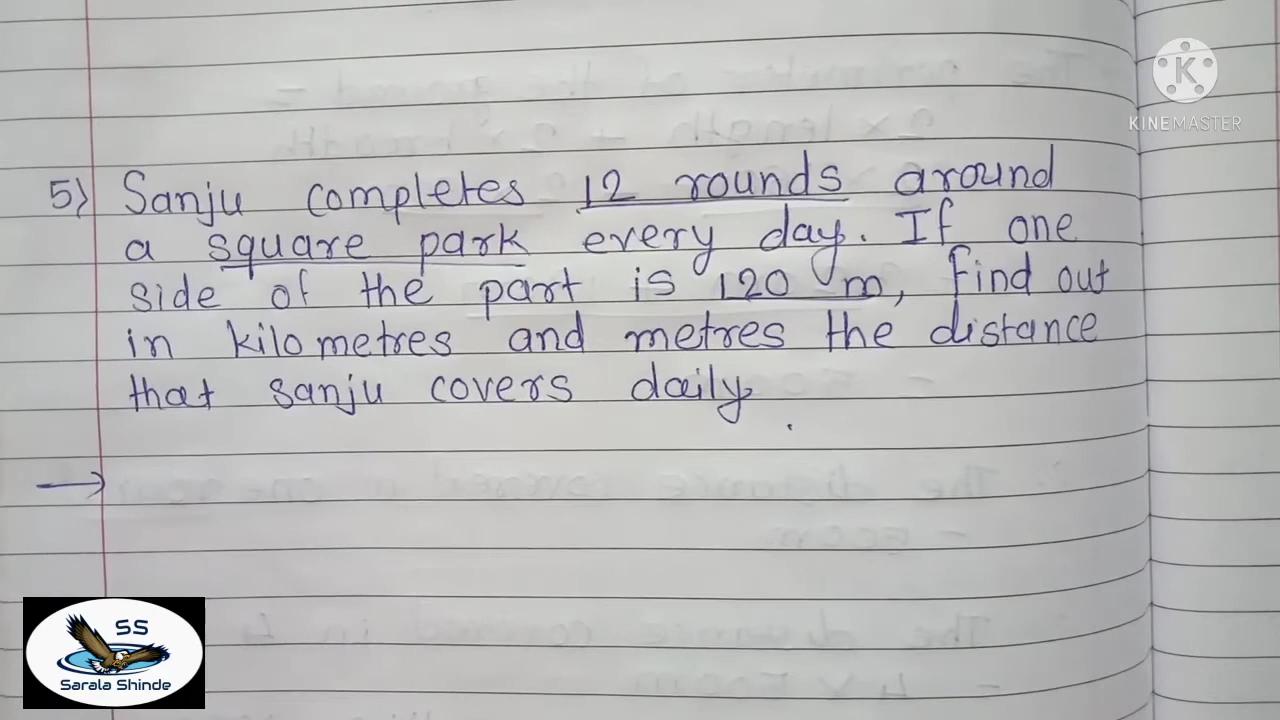 KINEMASTER
5) Sanju completes 12 rounds around
a square park every day. If one
side of the part is 120 m, find out
in kilometres and metres the distance
that sanju covers daily.
SS
Sarala Shinde